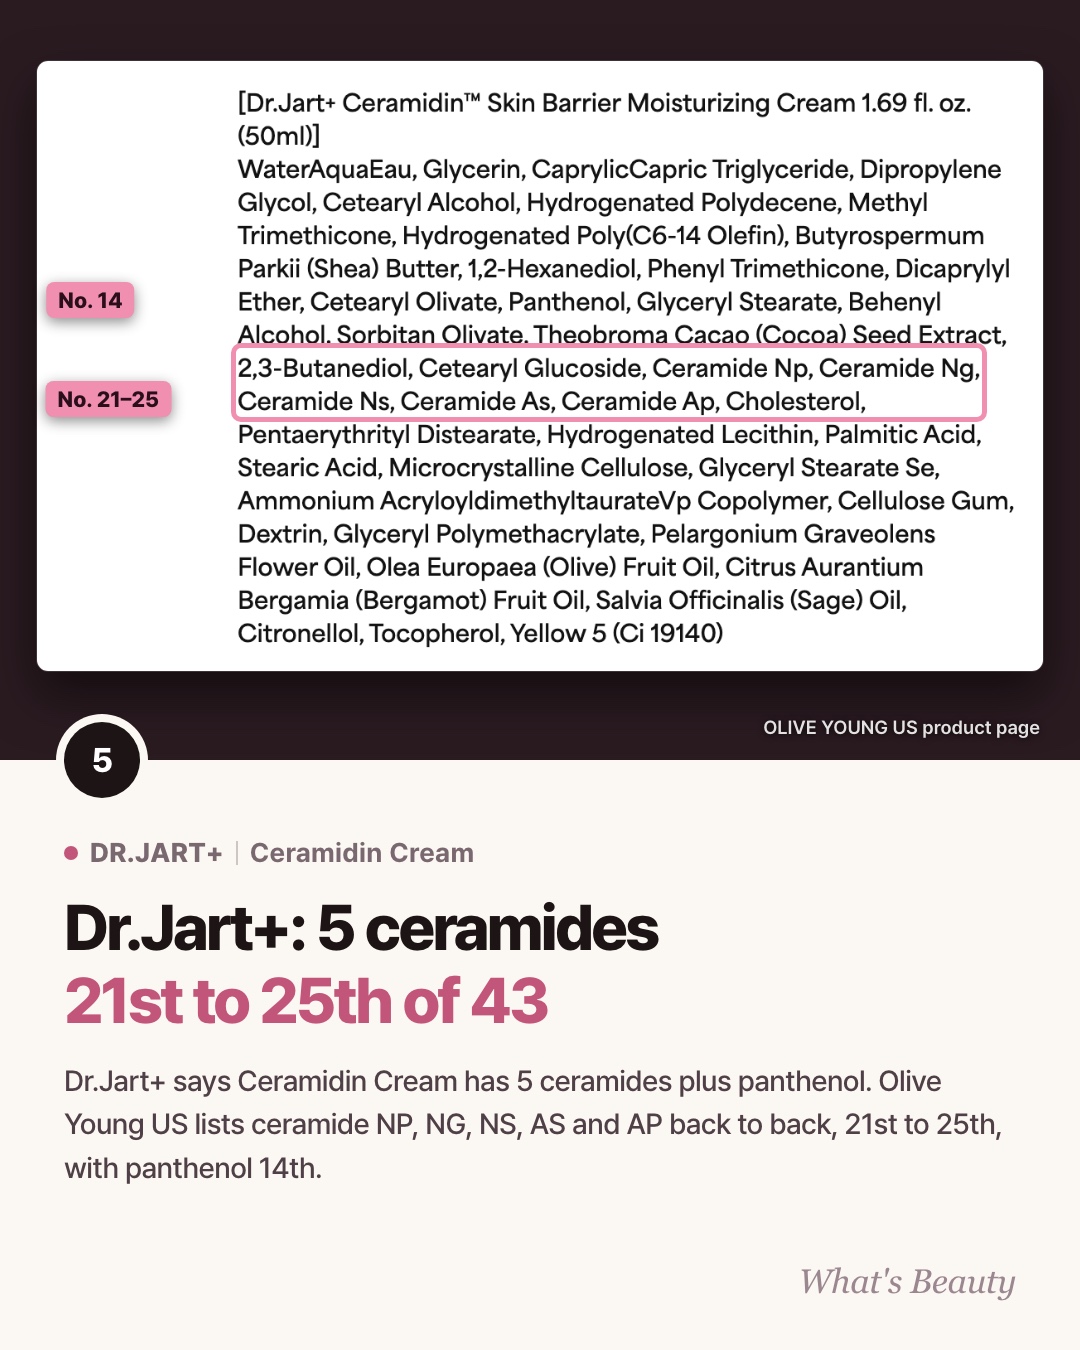 [Dr.Jart+ Ceramidin™ Skin Barrier Moisturizing Cream 1.69 fl. oz.
(50ml)]
WaterAquaEau, Glycerin, CaprylicCapric Triglyceride, Dipropylene
Glycol, Cetearyl Alcohol, Hydrogenated Polydecene, Methyl
Trimethicone, Hydrogenated Poly(C6-14 Olefin), Butyrospermum
Parkii (Shea) Butter, 1,2-Hexanediol, Phenyl Trimethicone, Dicaprylyl
No. 14
Ether, Cetearyl Olivate, Panthenol, Glyceryl Stearate, Behenyl
Alcohol, Sorbitan Olivate, Theobroma Cacao (Cocoa) Seed Extract,
2,3-Butanediol, Cetearyl Glucoside, Ceramide Np, Ceramide Ng,
No. 21–25
Ceramide Ns, Ceramide As, Ceramide Ap, Cholesterol,
Pentaerythrityl Distearate, Hydrogenated Lecithin, Palmitic Acid,
Stearic Acid, Microcrystalline Cellulose, Glyceryl Stearate Se,
Ammonium AcryloyldimethyltaurateVp Copolymer, Cellulose Gum,
Dextrin, Glyceryl Polymethacrylate, Pelargonium Graveolens
Flower Oil, Olea Europaea (Olive) Fruit Oil, Citrus Aurantium
Bergamia (Bergamot) Fruit Oil, Salvia Officinalis (Sage) Oil,
Citronellol, Tocopherol, Yellow 5 (Ci 19140)
OLIVE YOUNG US product page
5
DR.JART+ | Ceramidin Cream
Dr.Jart+: 5 ceramides
21st to 25th of 43
Dr.Jart+ says Ceramidin Cream has 5 ceramides plus panthenol. Olive
Young US lists ceramide NP, NG, NS, AS and AP back to back, 21st to 25th,
with panthenol 14th.
What's Beauty